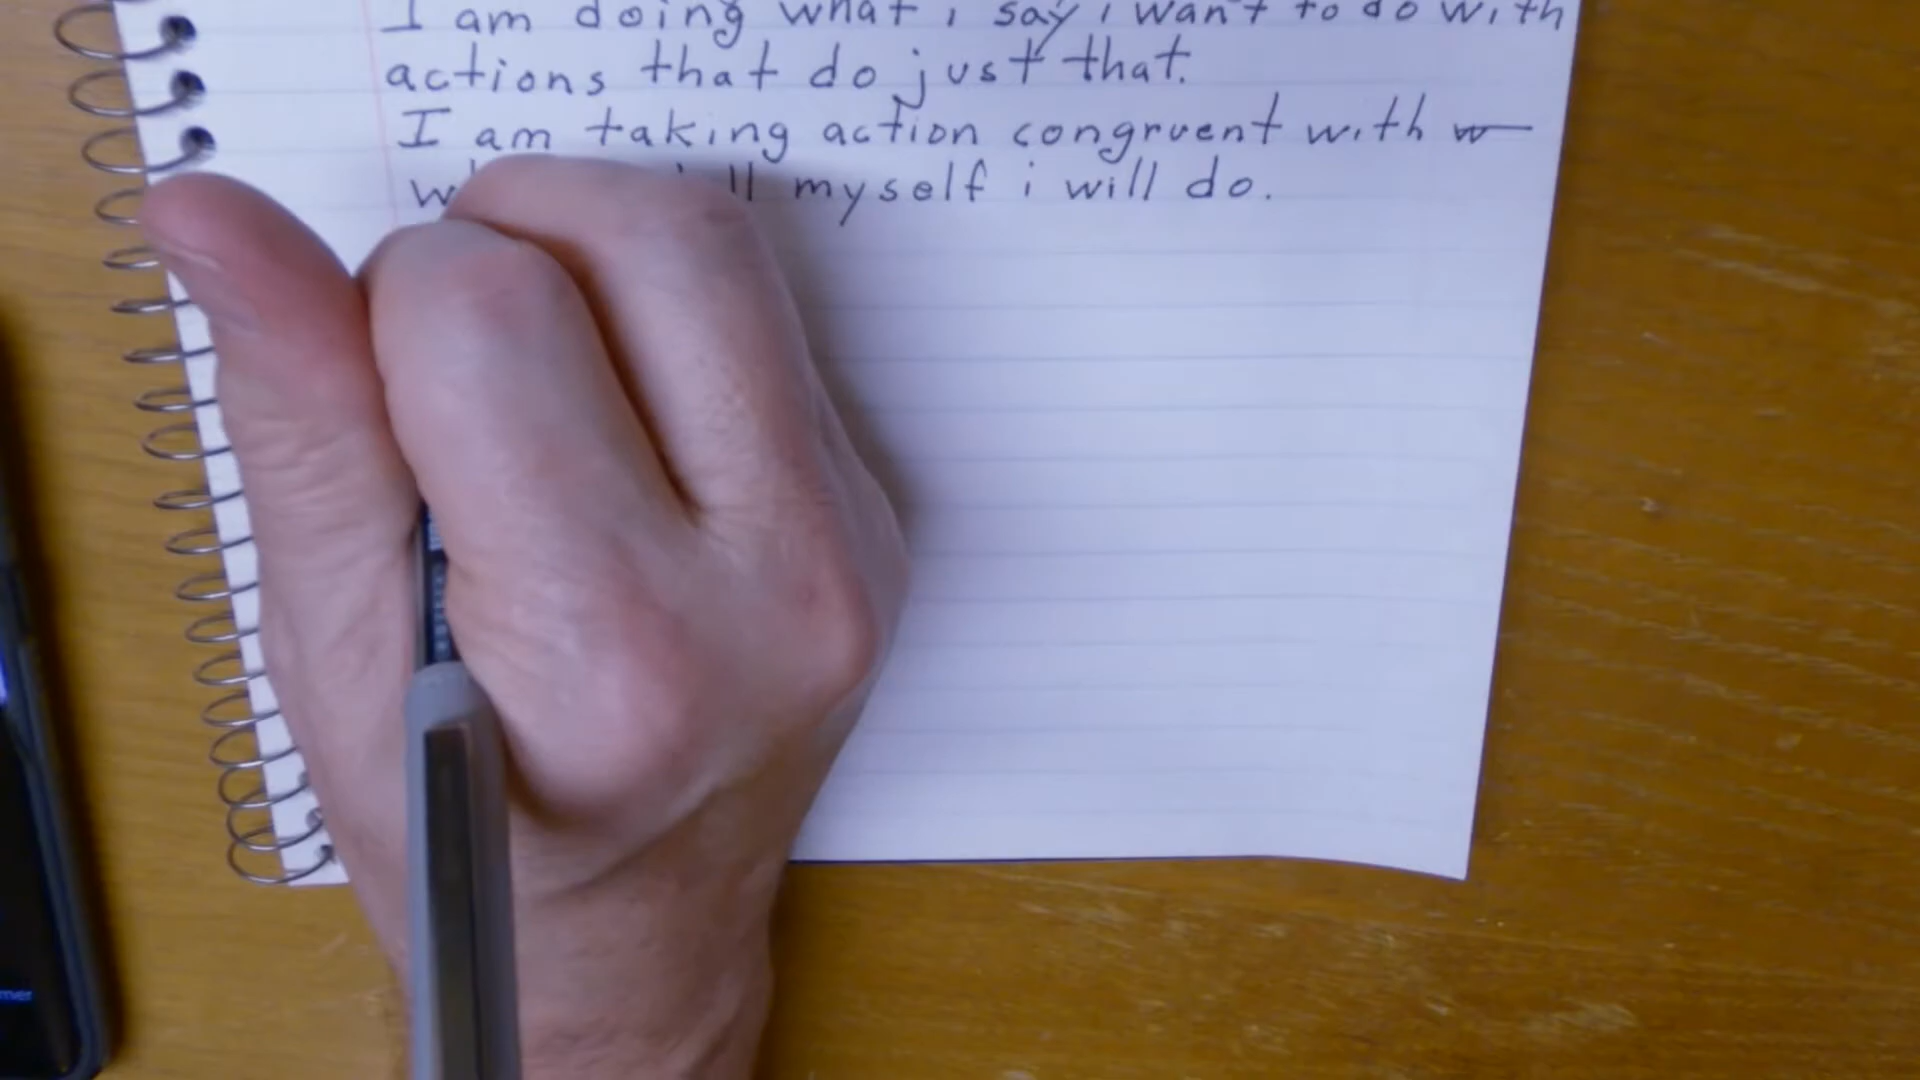 I am doing what i say i want to do with
actions that do just that.
I am taking action congruent with w
myself i will do.